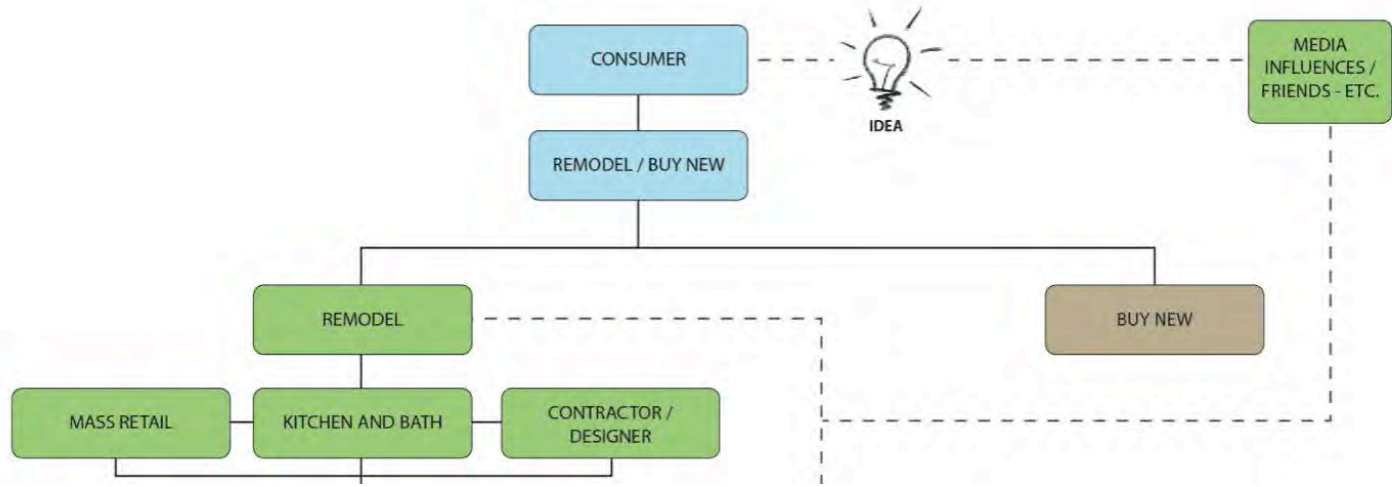 CONSUMER
IDEA
MEDIA
INFLUENCES /
FRIENDS - ETC.
REMODEL / BUY NEW
REMODEL
BUY NEW
MASS RETAIL
KITCHEN AND BATH
CONTRACTOR /
DESIGNER